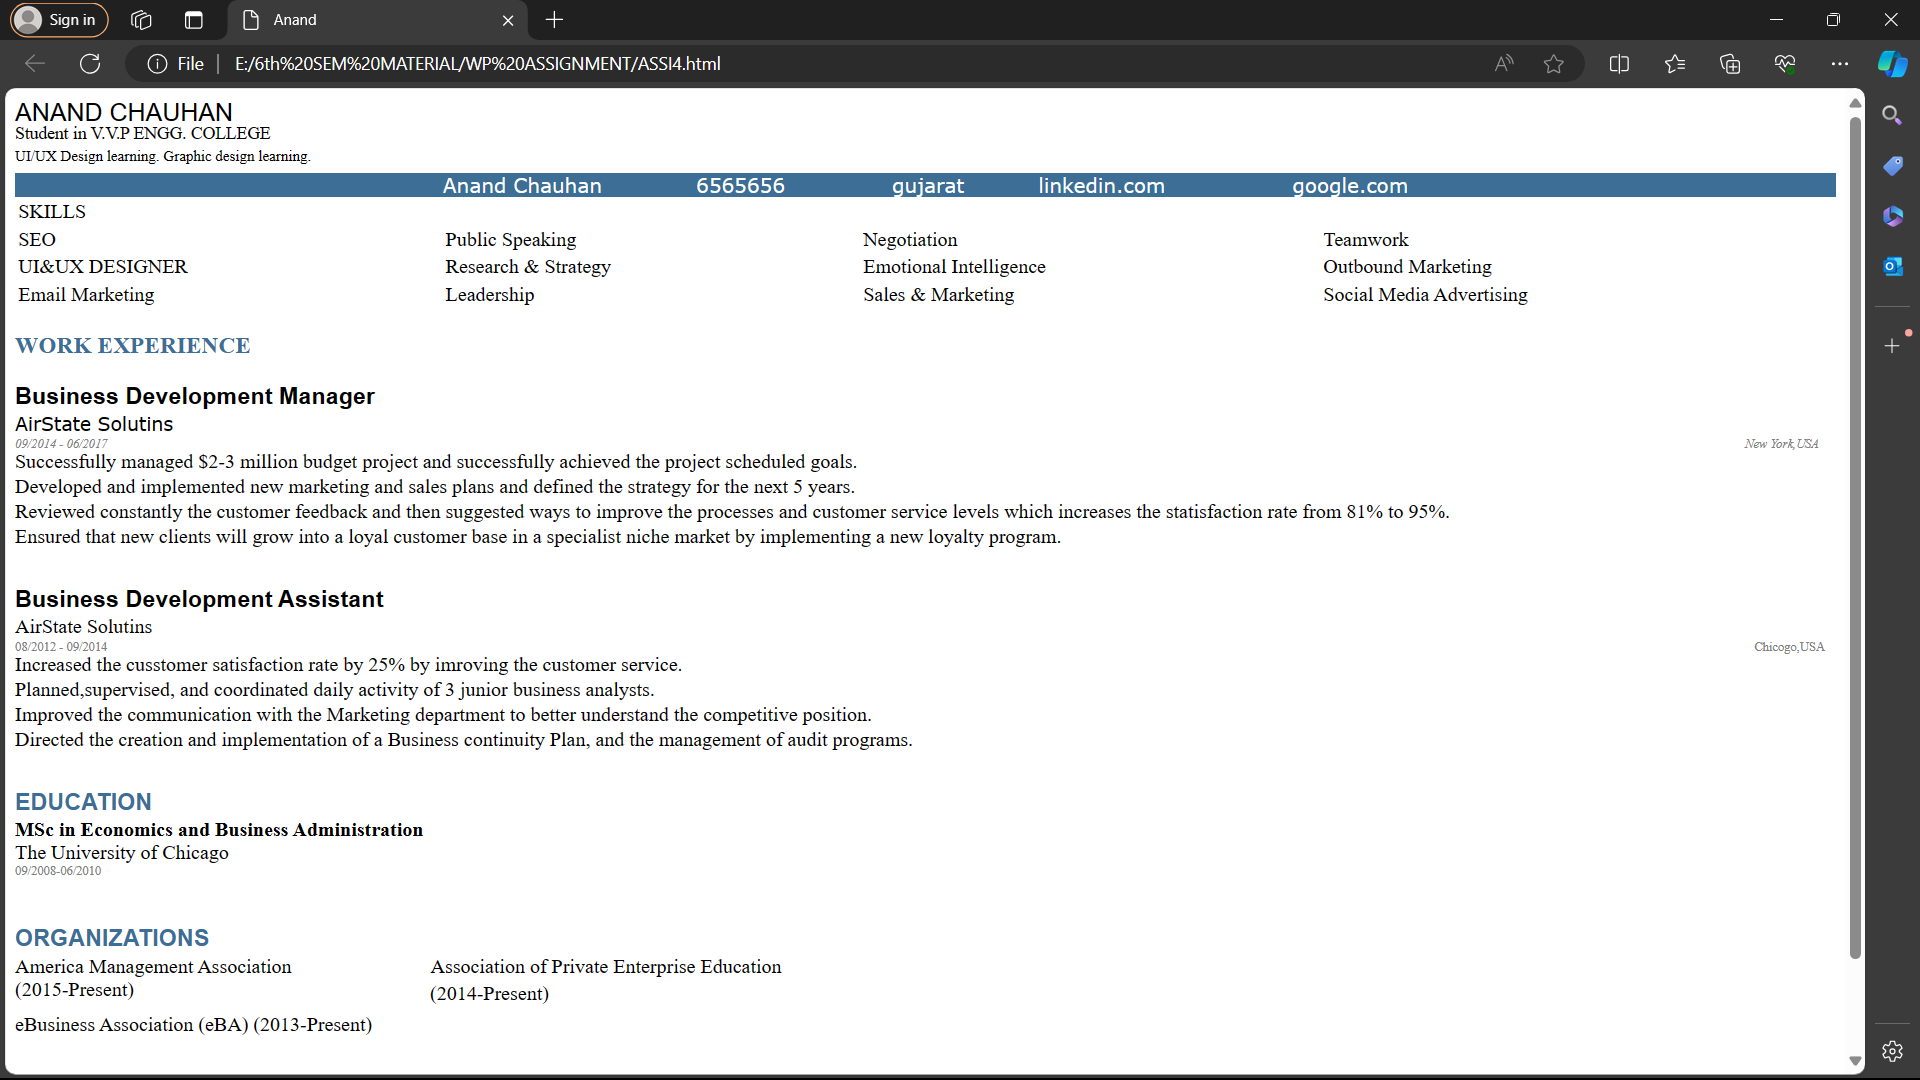 Sign in
Anand
File
E:/6th%20SEM%20MATERIAL/WP%20ASSIGNMENT/ASSI4.html
ANAND CHAUHAN
Student in V.V.P ENGG. COLLEGE
UI/UX Design learning. Graphic design learning.
Anand Chauhan 6565656 gujarat linkedin.com google.com
SKILLS
SEO Public Speaking Negotiation Teamwork
UI&UX DESIGNER Research & Strategy Emotional Intelligence Outbound Marketing
Email Marketing Leadership Sales & Marketing Social Media Advertising
WORK EXPERIENCE
Business Development Manager
AirState Solutins
09/2014 - 06/2017 New York,USA
Successfully managed $2-3 million budget project and successfully achieved the project scheduled goals.
Developed and implemented new marketing and sales plans and defined the strategy for the next 5 years.
Reviewed constantly the customer feedback and then suggested ways to improve the processes and customer service levels which increases the statisfaction rate from 81% to 95%.
Ensured that new clients will grow into a loyal customer base in a specialist niche market by implementing a new loyalty program.
Business Development Assistant
AirState Solutins
08/2012 - 09/2014 Chicogo,USA
Increased the cusstomer satisfaction rate by 25% by imroving the customer service.
Planned,supervised, and coordinated daily activity of 3 junior business analysts.
Improved the communication with the Marketing department to better understand the competitive position.
Directed the creation and implementation of a Business continuity Plan, and the management of audit programs.
EDUCATION
MSc in Economics and Business Administration
The University of Chicago
09/2008-06/2010
ORGANIZATIONS
America Management Association Association of Private Enterprise Education
(2015-Present) (2014-Present)
eBusiness Association (eBA) (2013-Present)